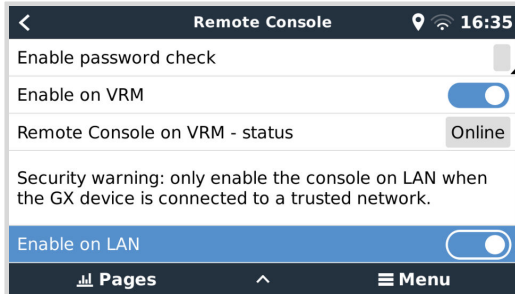 Remote Console 16:35
Enable password check
Enable on VRM
Remote Console on VRM - status Online
Security warning: only enable the console on LAN when
the GX device is connected to a trusted network.
Enable on LAN
Pages Menu